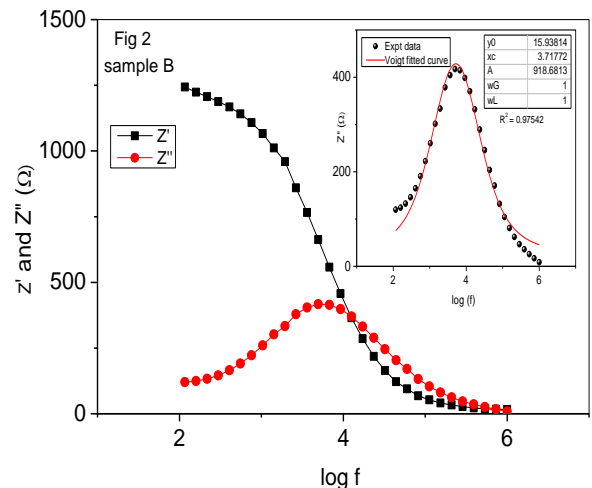 Fig 2
sample B
Z'
Z''
z' and Z'' (Ω)
1500
1000
500
0
2
4
6
log f
Expt data
Voigt fitted curve
y0 15.93814
xc 3.71772
A 918.6813
wG 1
wL 1
R² = 0.97542
Z'' (Ω)
400
200
0
0
2
4
6
log (f)